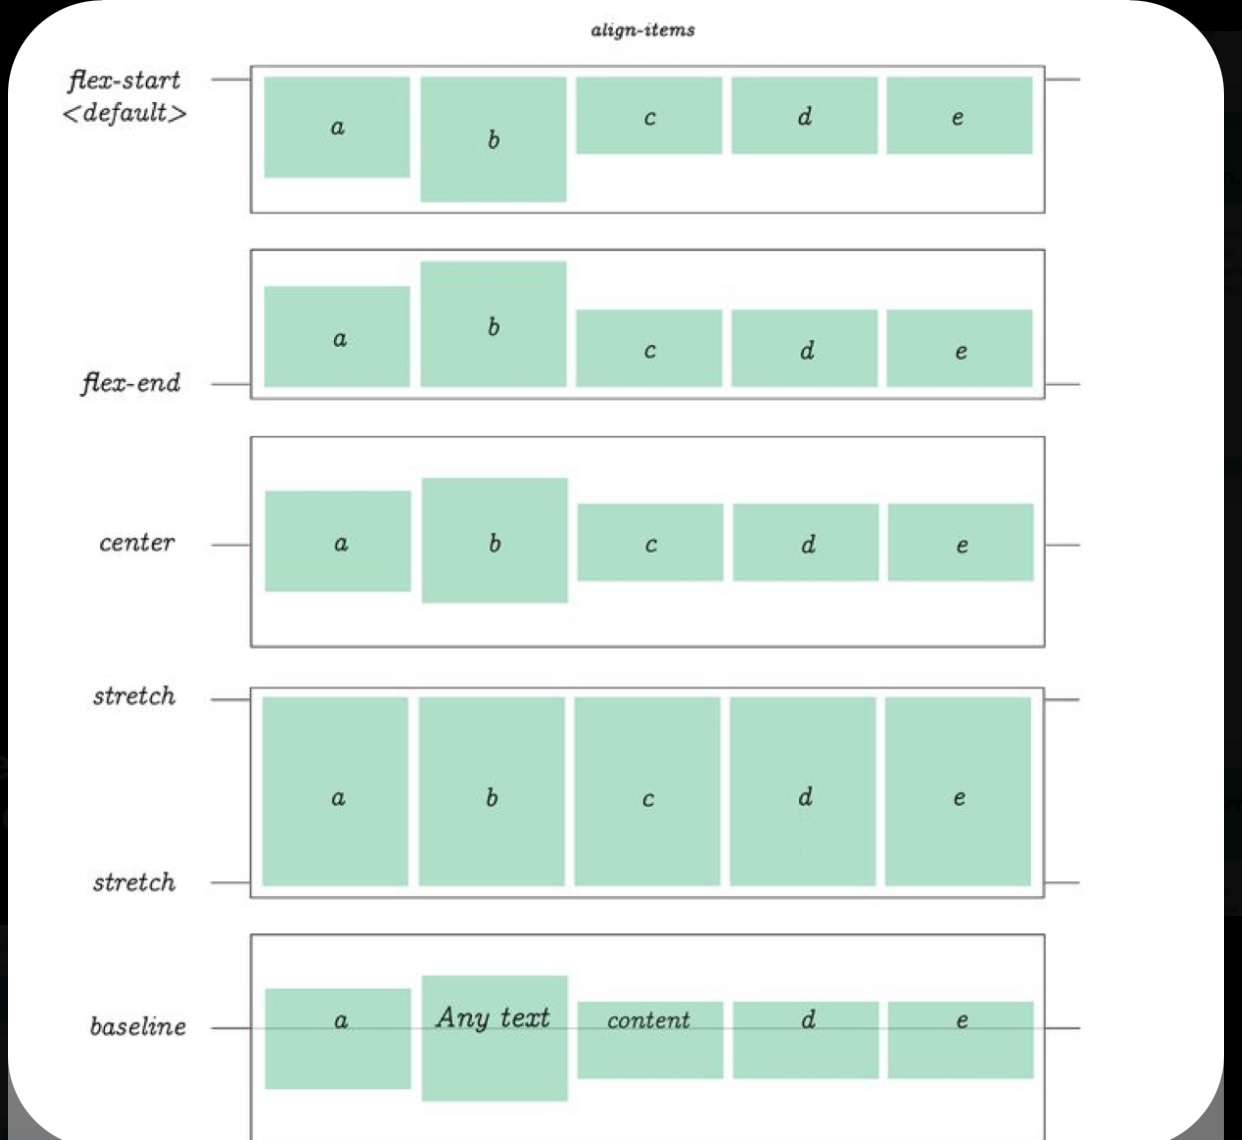 align-items
flex-start
<default>
a b c d e
flex-end
a b c d e
center
a b c d e
stretch
a b c d e
stretch
baseline
a Any text content d e